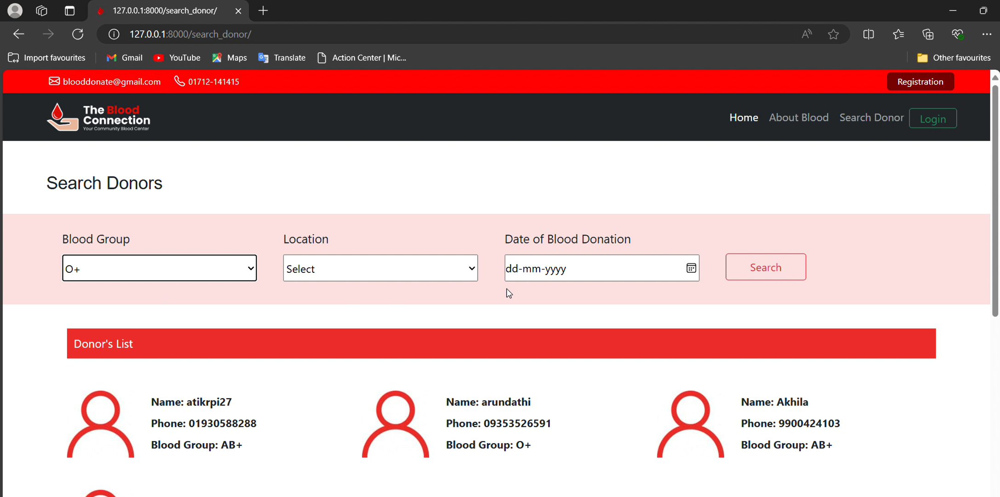 127.0.0.1:8000/search_donor/
127.0.0.1:8000/search_donor/
Import favourites
Gmail
YouTube
Maps
Translate
Action Center | Mic...
Other favourites
blooddonate@gmail.com
01712-141415
Registration
The Blood
Connection
Your Community Blood Center
Home
About Blood
Search Donor
Login
Search Donors
Blood Group
Location
Date of Blood Donation
O+
Select
dd-mm-yyyy
Search
Donor's List
Name: atikrpi27
Phone: 01930588288
Blood Group: AB+
Name: arundathi
Phone: 09353526591
Blood Group: O+
Name: Akhila
Phone: 9900424103
Blood Group: AB+